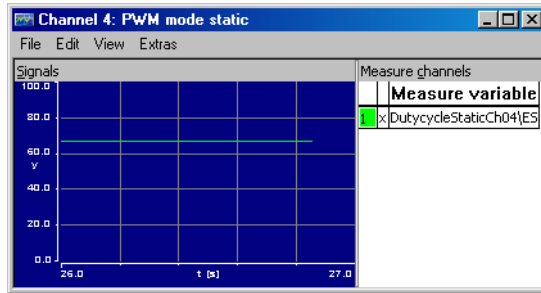 Channel 4: PWM mode static
File Edit View Extras
Signals
Measure channels
100.0
80.0
60.0
y
40.0
20.0
0.0
26.0 t [s] 27.0
Measure variable
1 x DutycycleStaticCh04\ES